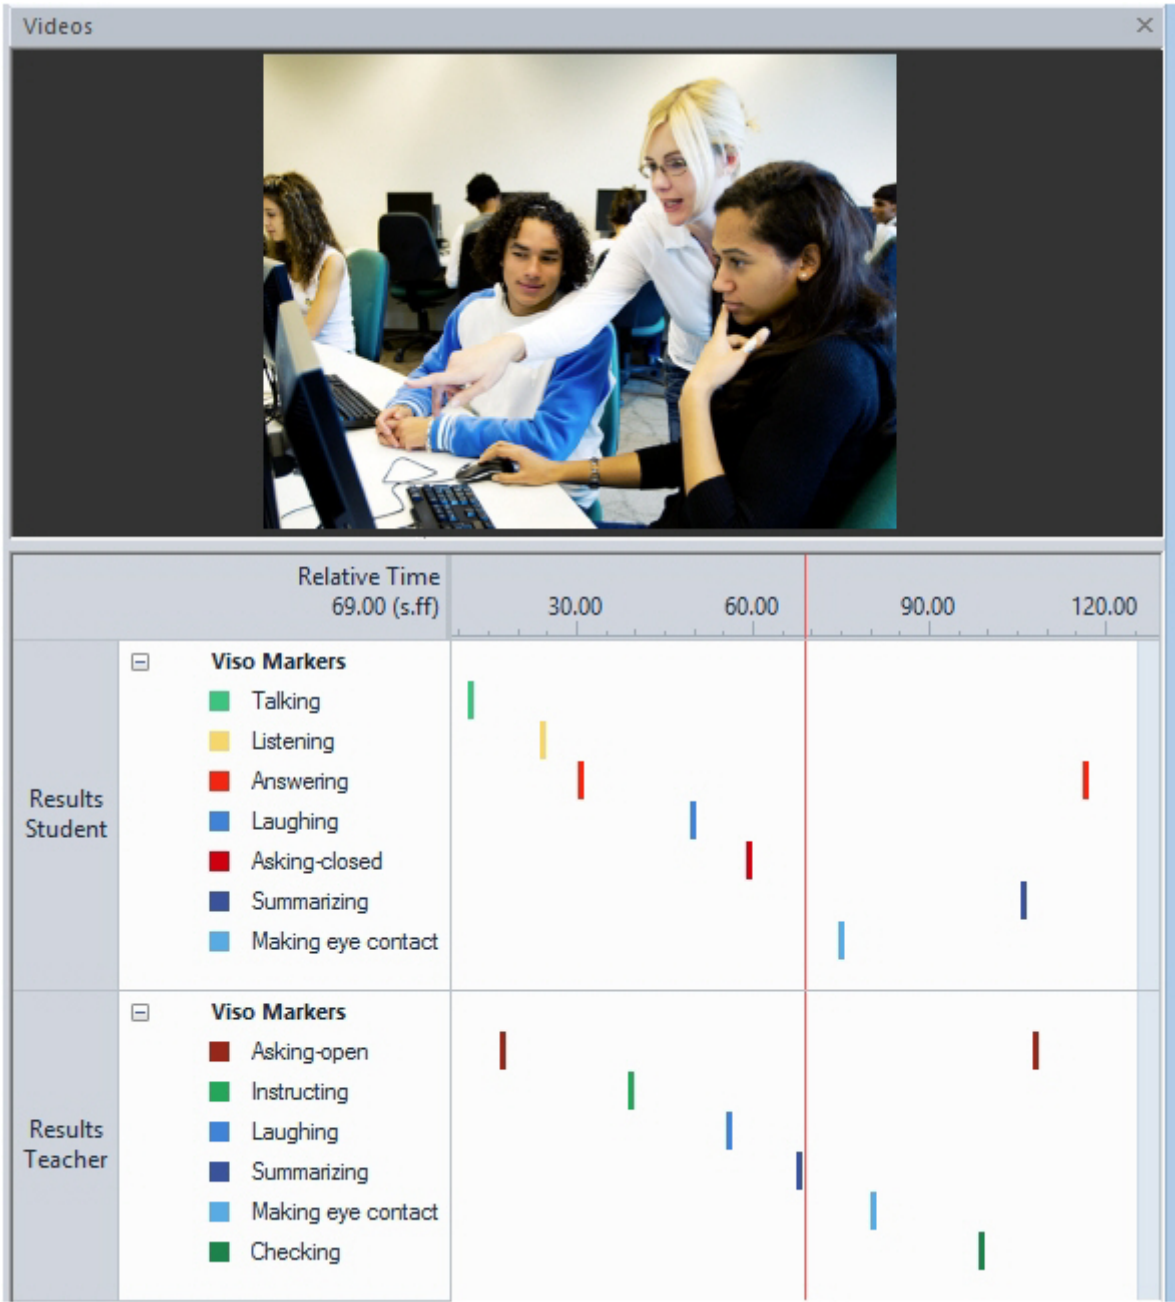 Videos
Relative Time
69.00 (s.ff)
30.00 60.00 90.00 120.00
Results
Student
Viso Markers
Talking
Listening
Answering
Laughing
Asking-closed
Summarizing
Making eye contact
Results
Teacher
Viso Markers
Asking-open
Instructing
Laughing
Summarizing
Making eye contact
Checking